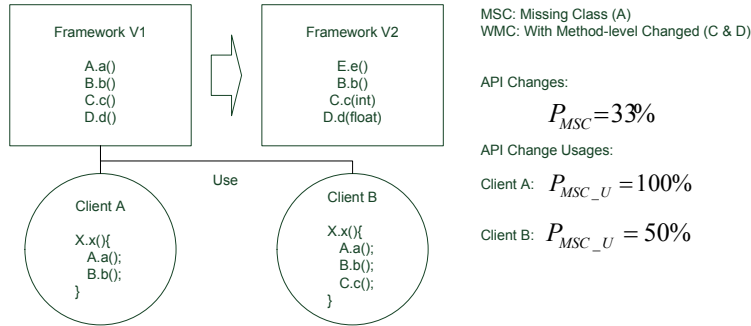 Framework V1
A.a()
B.b()
C.c()
D.d()
Framework V2
E.e()
B.b()
C.c(int)
D.d(float)
Use
Client A
X.x(){
A.a();
B.b();
}
Client B
X.x(){
A.a();
B.b();
C.c();
}
MSC: Missing Class (A)
WMC: With Method-level Changed (C & D)
API Changes:
P_MSC = 33%
API Change Usages:
Client A: P_MSC_U = 100%
Client B: P_MSC_U = 50%